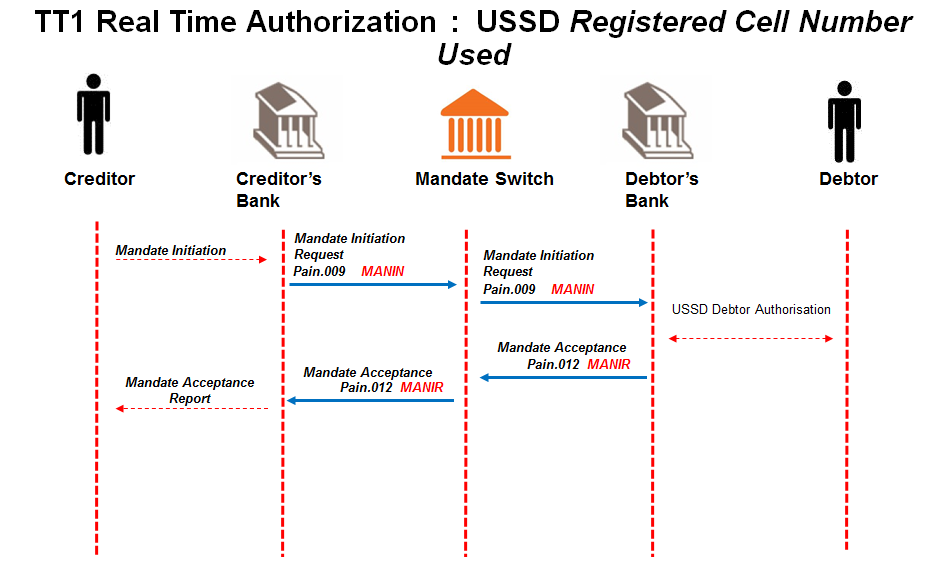 TT1 Real Time Authorization : USSD Registered Cell Number
Used
Creditor
Creditor's
Bank
Mandate Switch
Debtor's
Bank
Debtor
Mandate Initiation
Mandate Initiation
Request
Pain.009 MANIN
Mandate Initiation
Request
Pain.009 MANIN
USSD Debtor Authorisation
Mandate Acceptance
Pain.012 MANIR
Mandate Acceptance
Pain.012 MANIR
Mandate Acceptance
Report